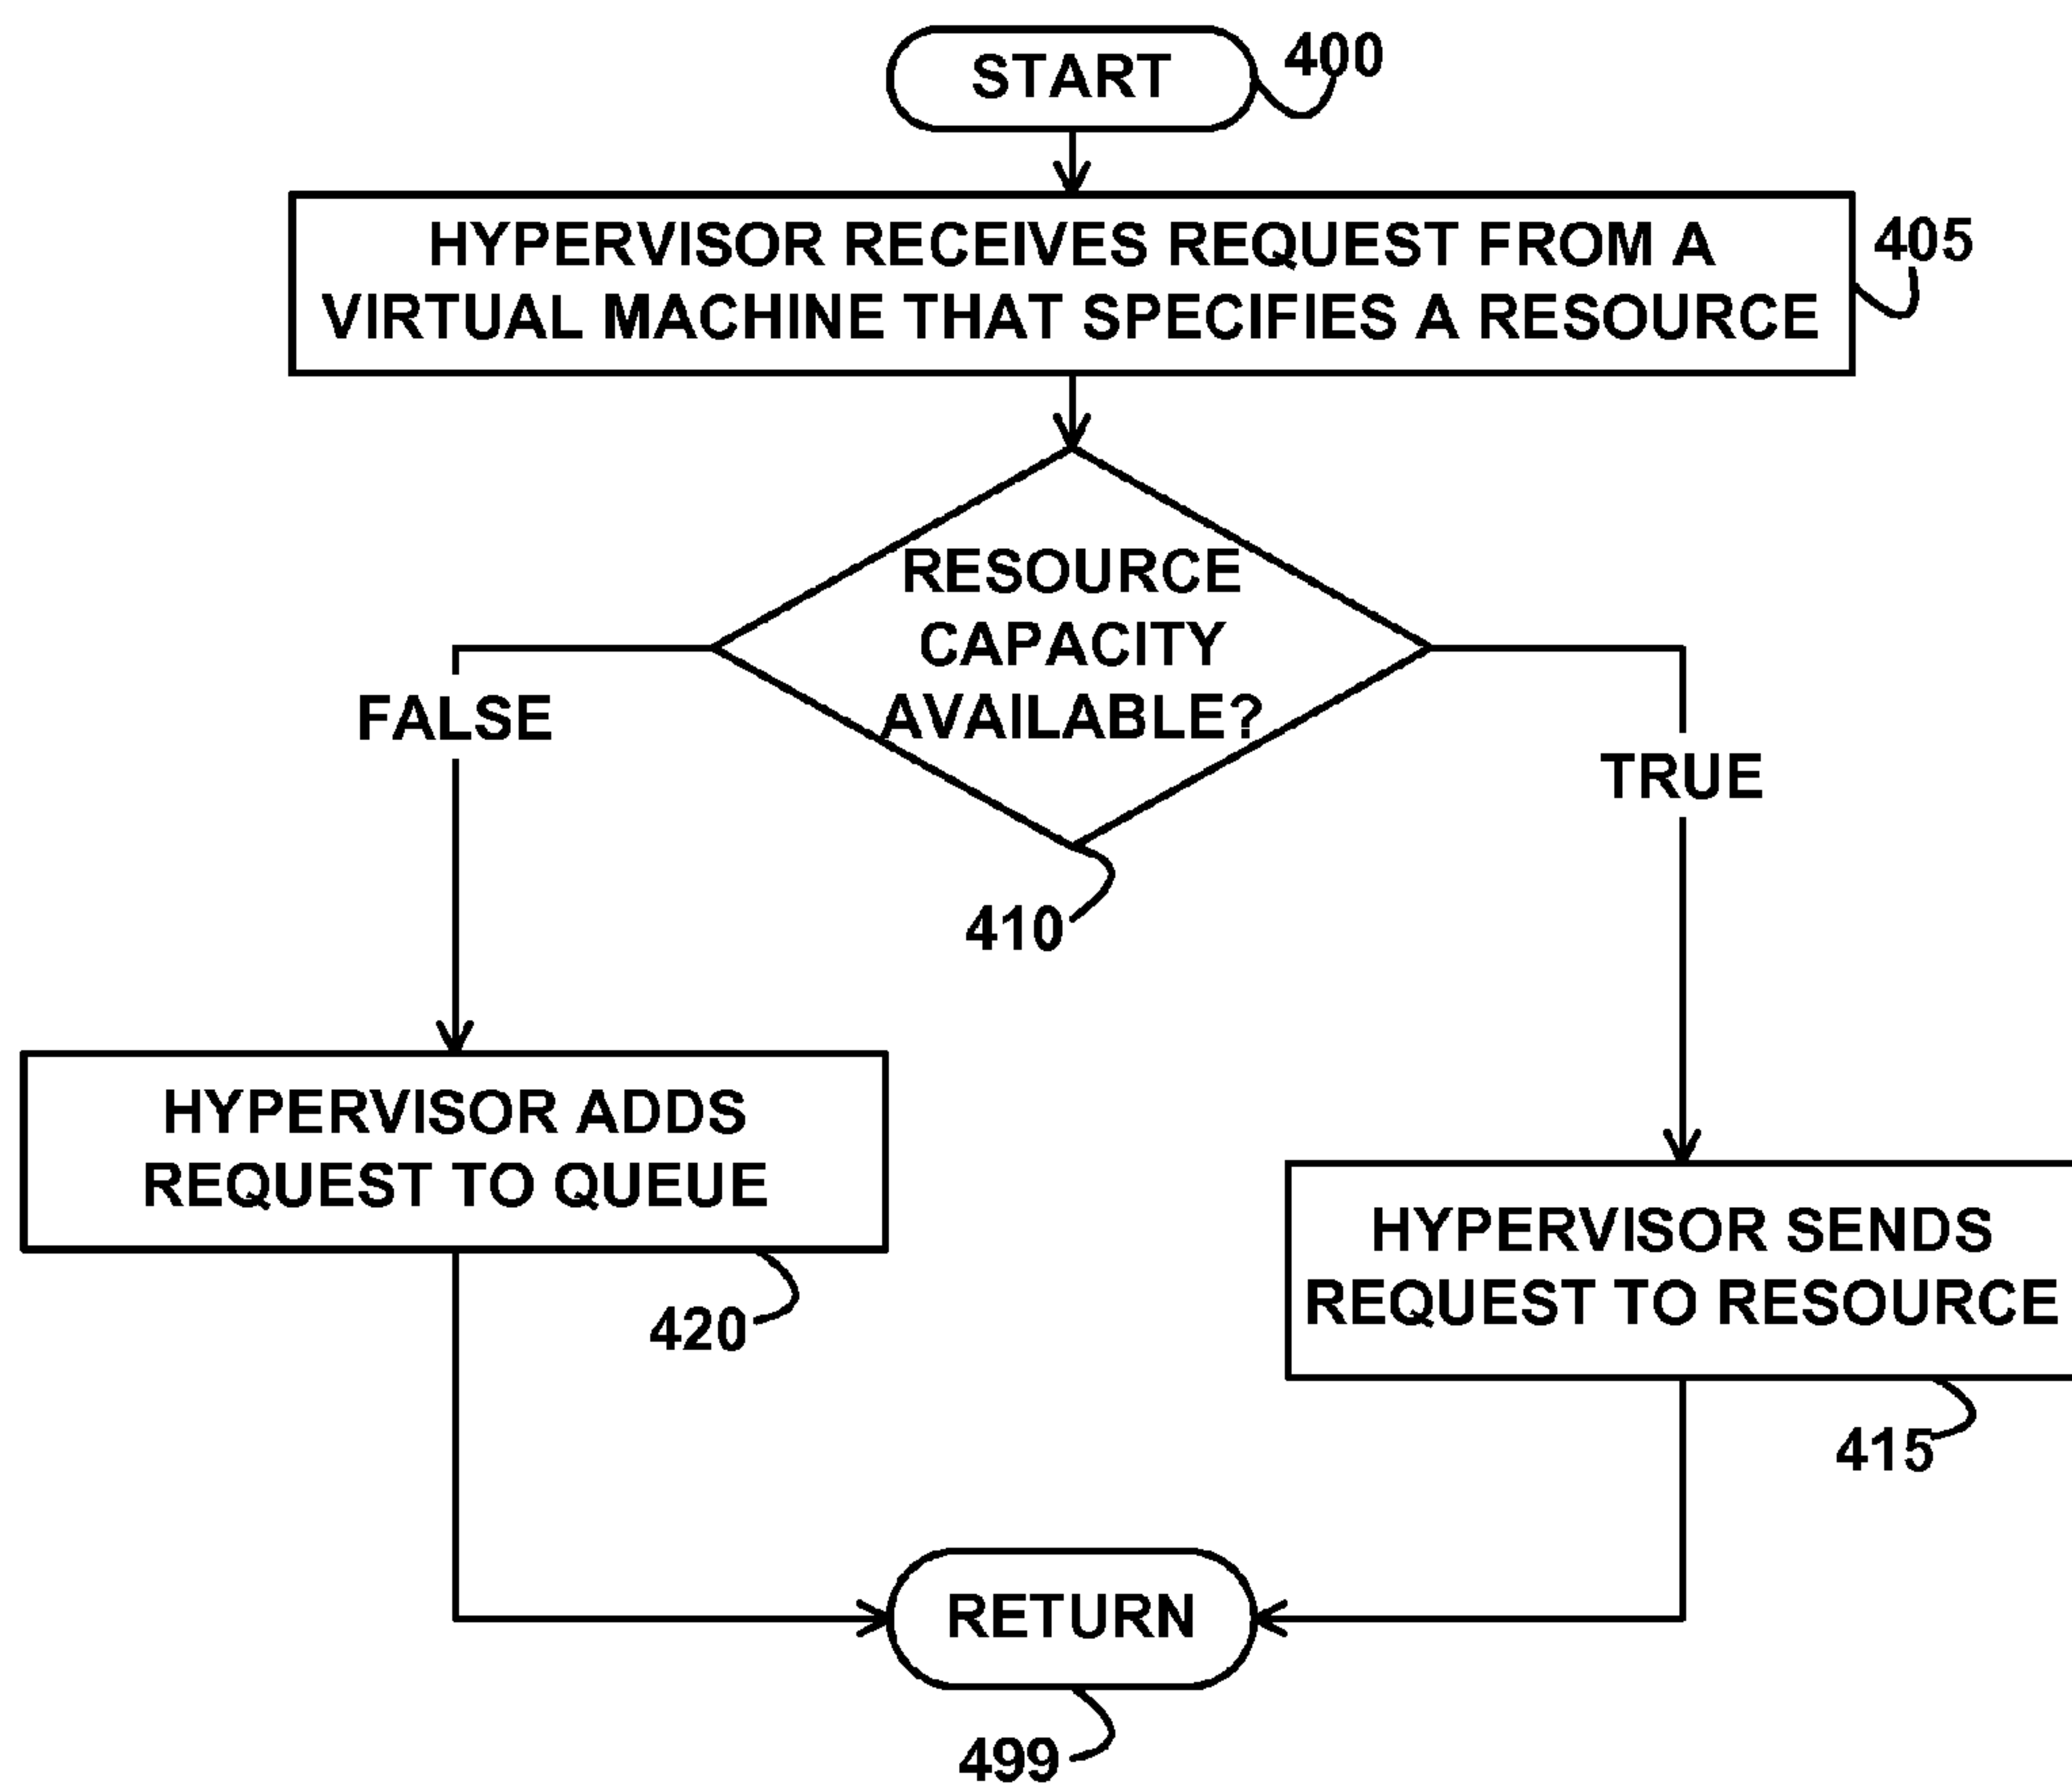 START
400
HYPERVISOR RECEIVES REQUEST FROM A
VIRTUAL MACHINE THAT SPECIFIES A RESOURCE
405
RESOURCE
CAPACITY
AVAILABLE?
410
FALSE
TRUE
HYPERVISOR ADDS
REQUEST TO QUEUE
420
HYPERVISOR SENDS
REQUEST TO RESOURCE
415
RETURN
499